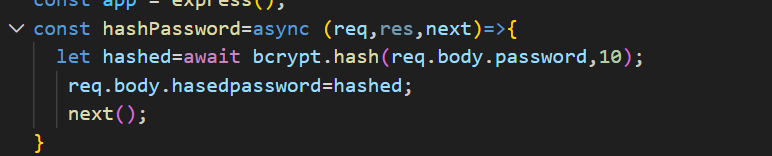 const app = express();
const hashPassword=async (req,res,next)=>{
let hashed=await bcrypt.hash(req.body.password,10);
req.body.hasedpassword=hashed;
next();
}